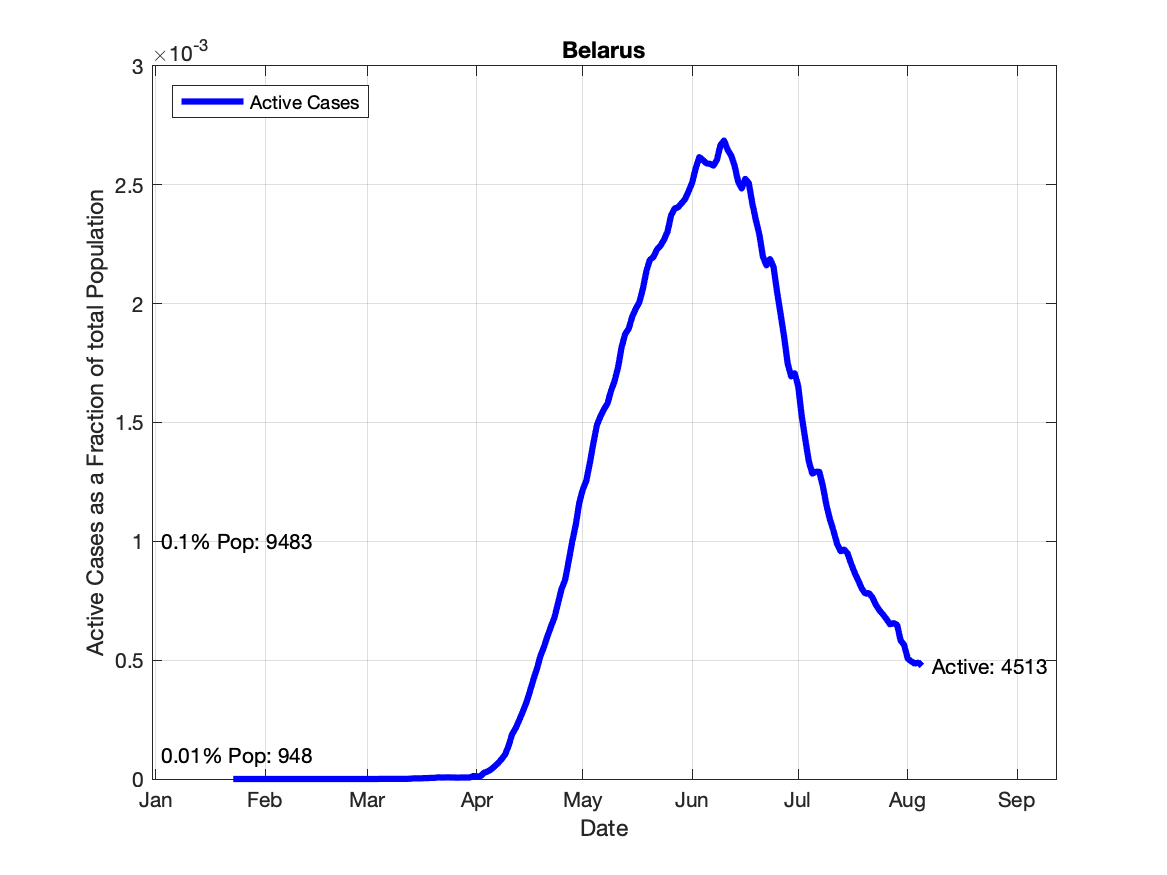 Belarus
×10-3
3
Active Cases
2.5
2
1.5
0.1% Pop: 9483
1
0.5
Active: 4513
0.01% Pop: 948
0
Jan Feb Mar Apr May Jun Jul Aug Sep
Date
Active Cases as a Fraction of total Population